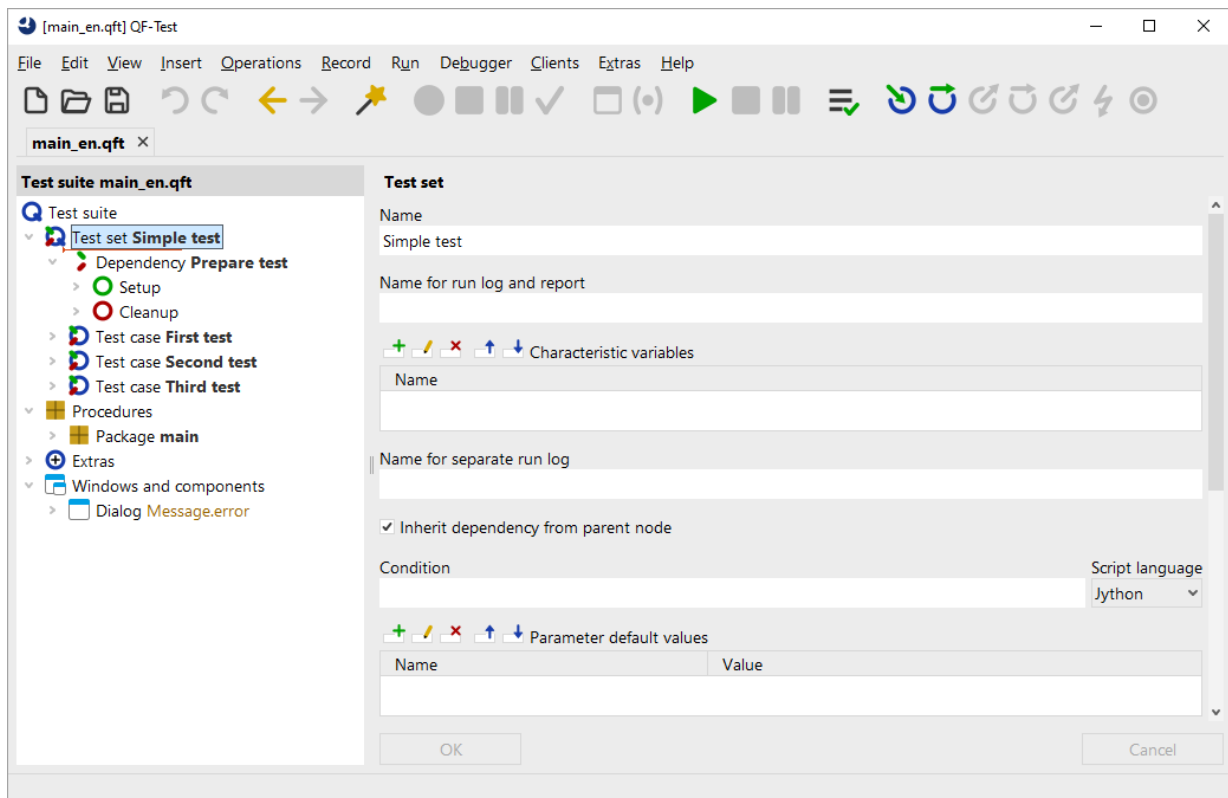 [main_en.qft] QF-Test
File Edit View Insert Operations Record Run Debugger Clients Extras Help
main_en.qft
Test suite main_en.qft
Test suite
Test set Simple test
Dependency Prepare test
Setup
Cleanup
Test case First test
Test case Second test
Test case Third test
Procedures
Package main
Extras
Windows and components
Dialog Message.error
Test set
Name
Simple test
Name for run log and report
Characteristic variables
Name
Name for separate run log
Inherit dependency from parent node
Condition Script language
Jython
Parameter default values
Name Value
OK Cancel